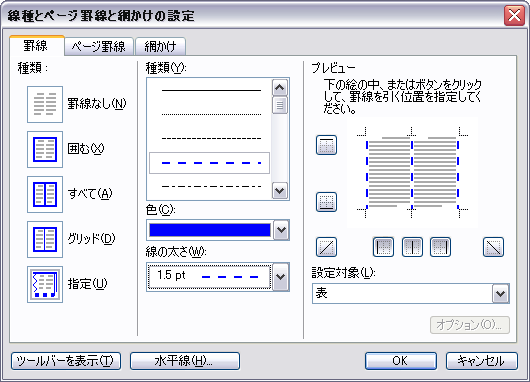 線種とページ罫線と網かけの設定
罫線
ページ罫線
網かけ
種類：
罫線なし(N)
囲む(X)
すべて(A)
グリッド(D)
指定(U)
種類(Y):
色(C):
線の太さ(W):
1.5 pt
プレビュー
下の絵の中、またはボタンをクリック
して、罫線を引く位置を指定してく
ださい。
設定対象(L):
表
オプション(O)...
ツールバーを表示(T)
水平線(H)...
OK
キャンセル